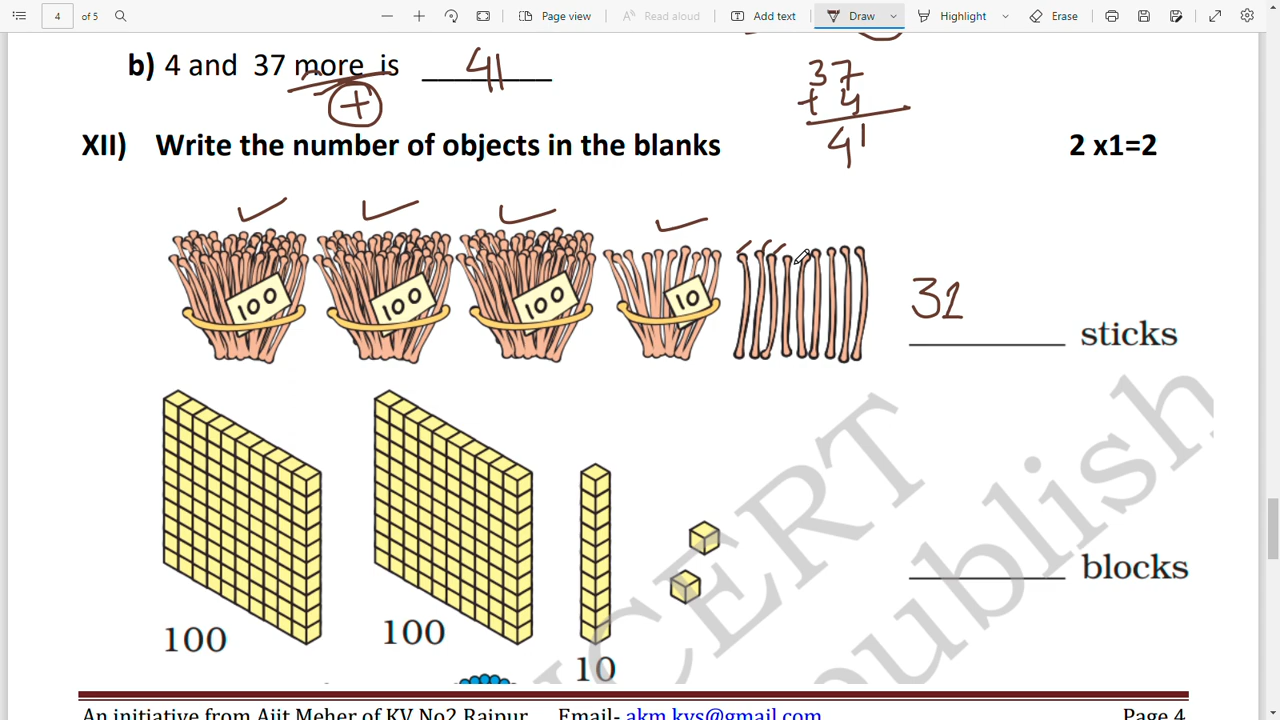 4 of 5 Page view Read aloud Add text Draw Highlight Erase
b) 4 and 37 more is 41
+
37
+ 4
41
XII) Write the number of objects in the blanks 2 x1=2
100 100 100 10 31 sticks
100 100 10 blocks
An initiative from Ajit Meher of KV No2 Raipur Email- akm.kvs@gmail.com Page 4